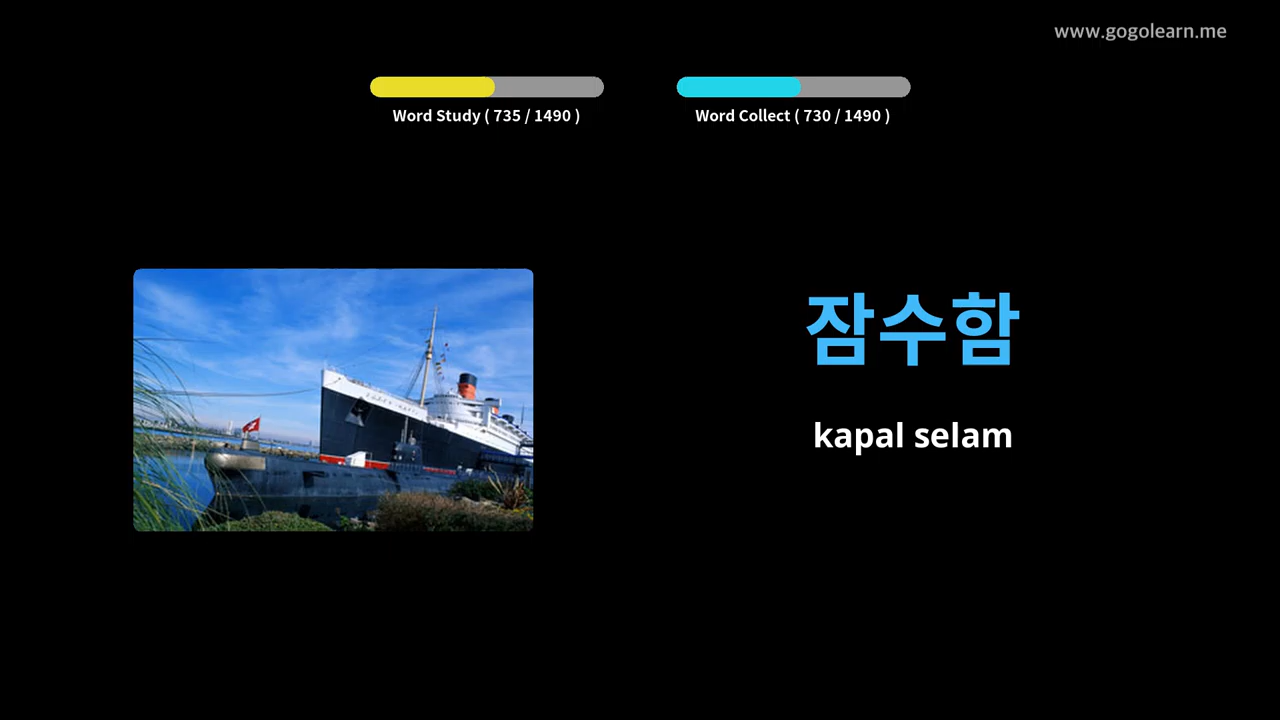 www.gogolearn.me
Word Study ( 735 / 1490 )
Word Collect ( 730 / 1490 )
잠수함
kapal selam